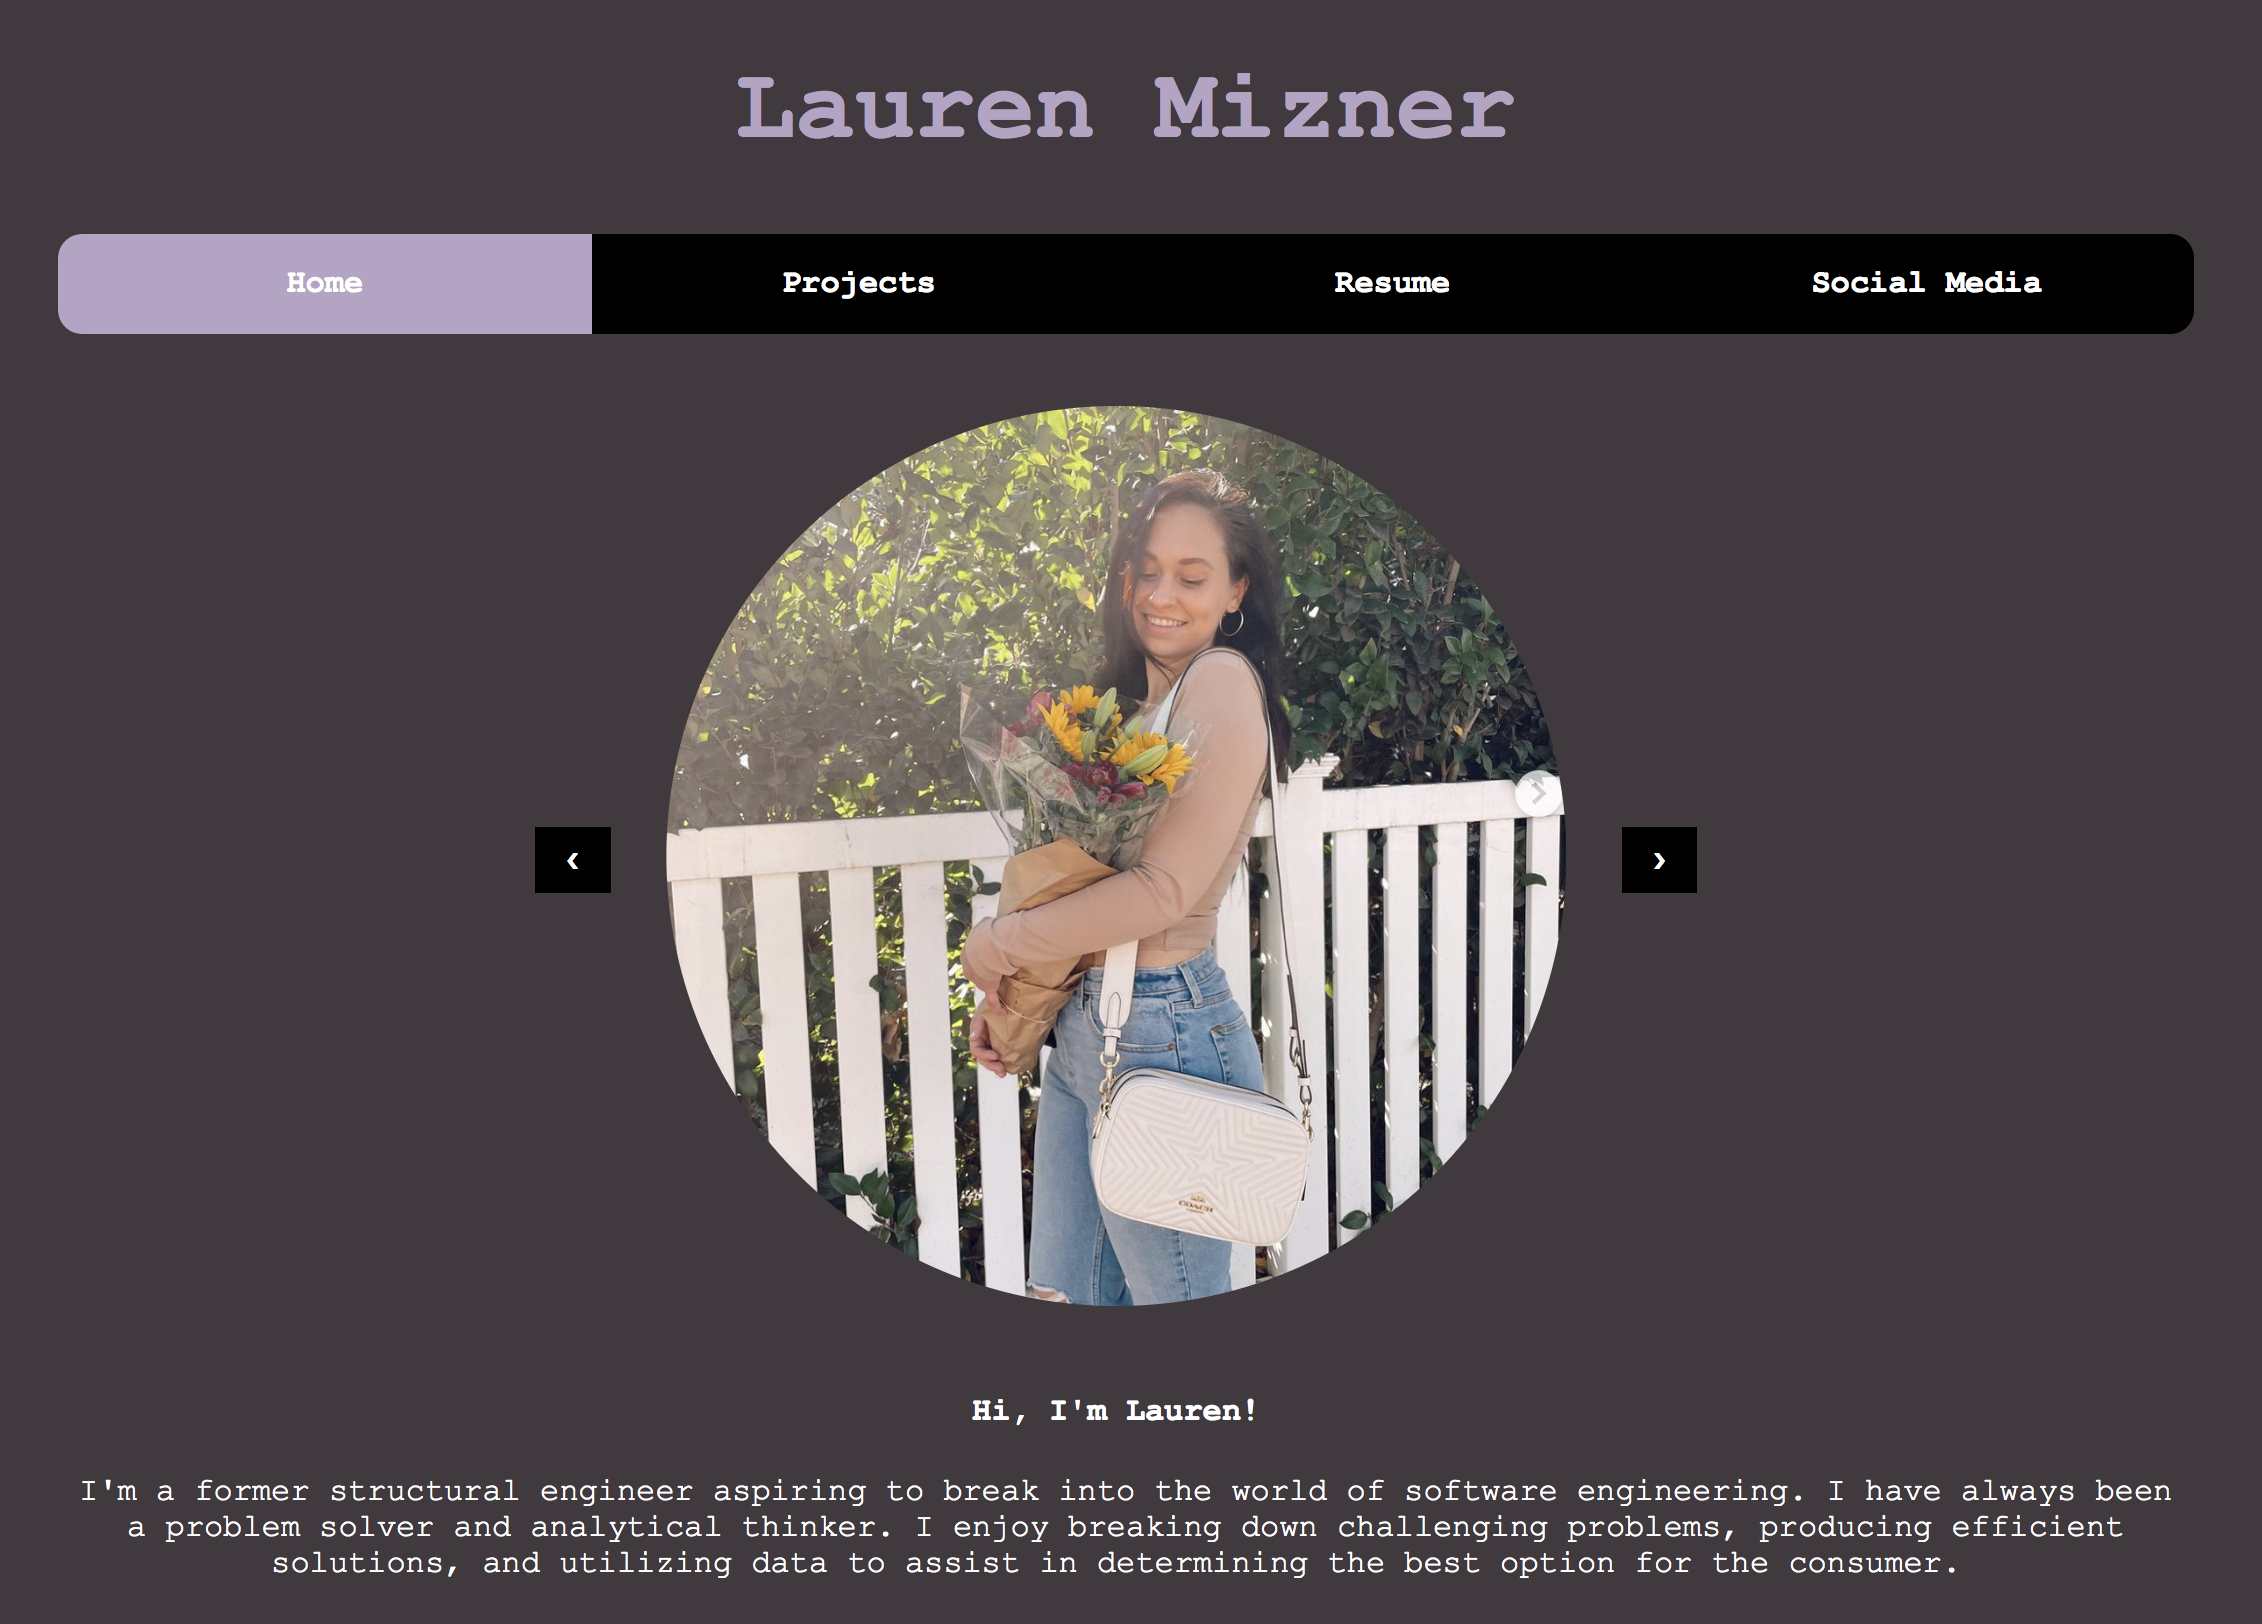 Lauren Mizner
Home Projects Resume Social Media
‹ ›
COACH
Hi, I'm Lauren!
I'm a former structural engineer aspiring to break into the world of software engineering. I have always been
a problem solver and analytical thinker. I enjoy breaking down challenging problems, producing efficient
solutions, and utilizing data to assist in determining the best option for the consumer.